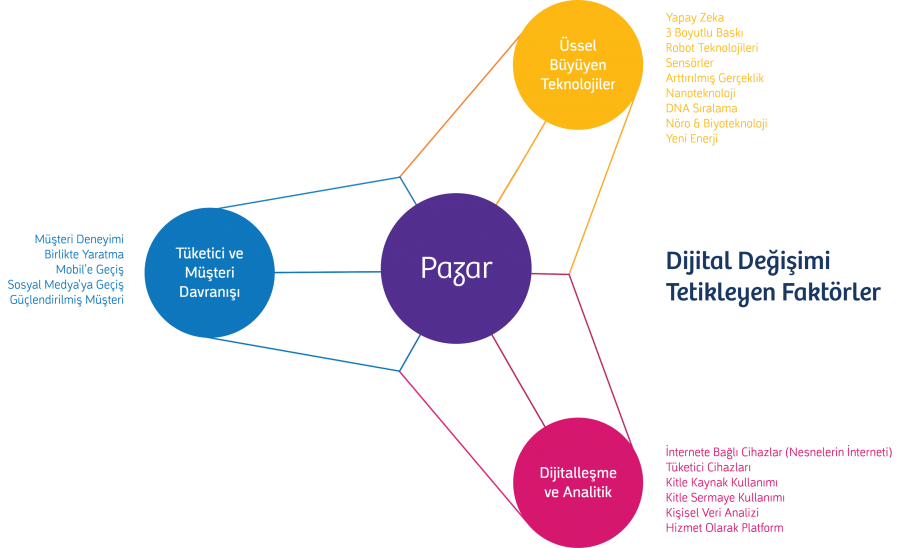 Üssel
Büyüyen
Teknolojiler
Yapay Zeka
3 Boyutlu Baskı
Robot Teknolojileri
Sensörler
Arttırılmış Gerçeklik
Nanoteknoloji
DNA Sıralama
Nöro & Biyoteknoloji
Yeni Enerji
Müşteri Deneyimi
Birlikte Yaratma
Mobil'e Geçiş
Sosyal Medya'ya Geçiş
Güçlendirilmiş Müşteri
Tüketici ve
Müşteri
Davranışı
Pazar
Dijital Değişimi
Tetikleyen Faktörler
Dijitalleşme
ve Analitik
İnternete Bağlı Cihazlar (Nesnelerin İnterneti)
Tüketici Cihazları
Kitle Kaynak Kullanımı
Kitle Sermaye Kullanımı
Kişisel Veri Analizi
Hizmet Olarak Platform